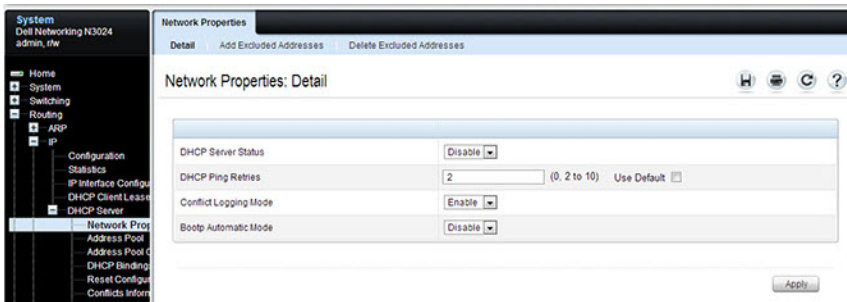 System
Dell Networking N3024
admin, r/w
Home
System
Switching
Routing
ARP
IP
Configuration
Statistics
IP Interface Configu
DHCP Client Lease
DHCP Server
Network Prop
Address Pool
Address Pool C
DHCP Binding
Reset Configur
Conflicts Inform
Network Properties
Detail Add Excluded Addresses Delete Excluded Addresses
Network Properties: Detail
DHCP Server Status Disable
DHCP Ping Retries 2 (0, 2 to 10) Use Default
Conflict Logging Mode Enable
Bootp Automatic Mode Disable
Apply